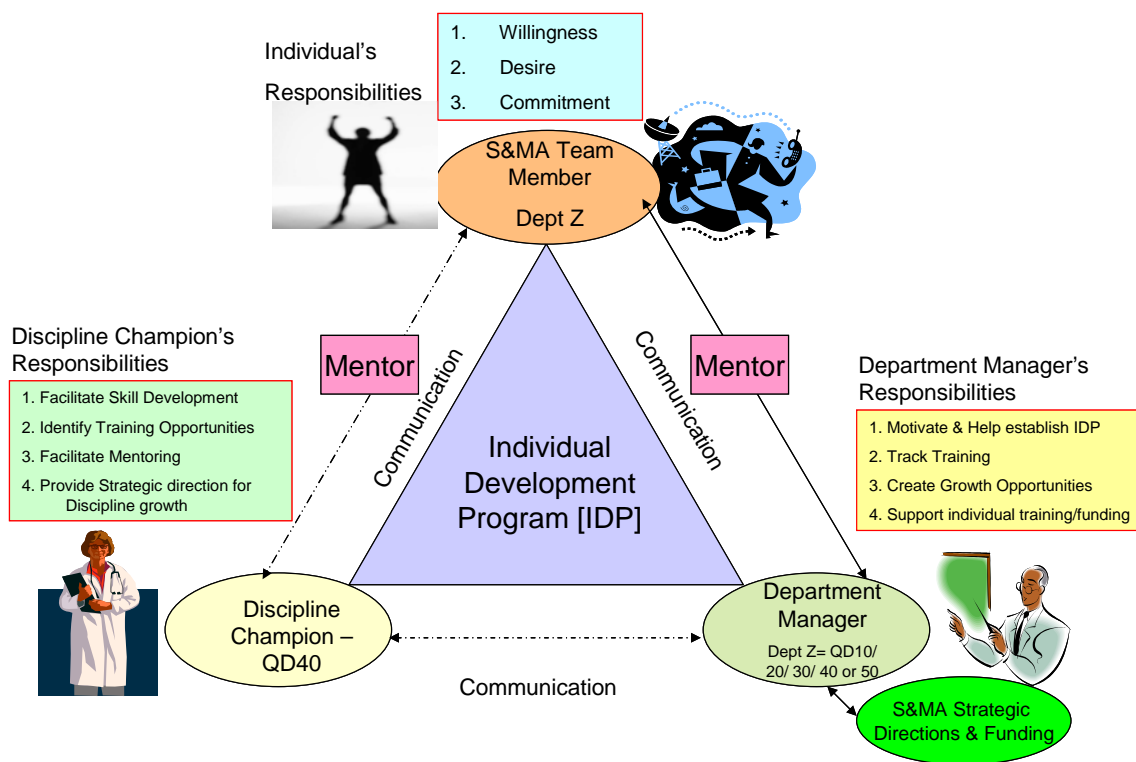 Individual's
Responsibilities
1. Willingness
2. Desire
3. Commitment
S&MA Team
Member
Dept Z
Discipline Champion's
Responsibilities
1. Facilitate Skill Development
2. Identify Training Opportunities
3. Facilitate Mentoring
4. Provide Strategic direction for
Discipline growth
Mentor
Communication
Individual
Development
Program [IDP]
Communication
Mentor
Department Manager's
Responsibilities
1. Motivate & Help establish IDP
2. Track Training
3. Create Growth Opportunities
4. Support individual training/funding
Discipline
Champion –
QD40
Communication
Department
Manager
Dept Z= QD10/
20/ 30/ 40 or 50
S&MA Strategic
Directions & Funding